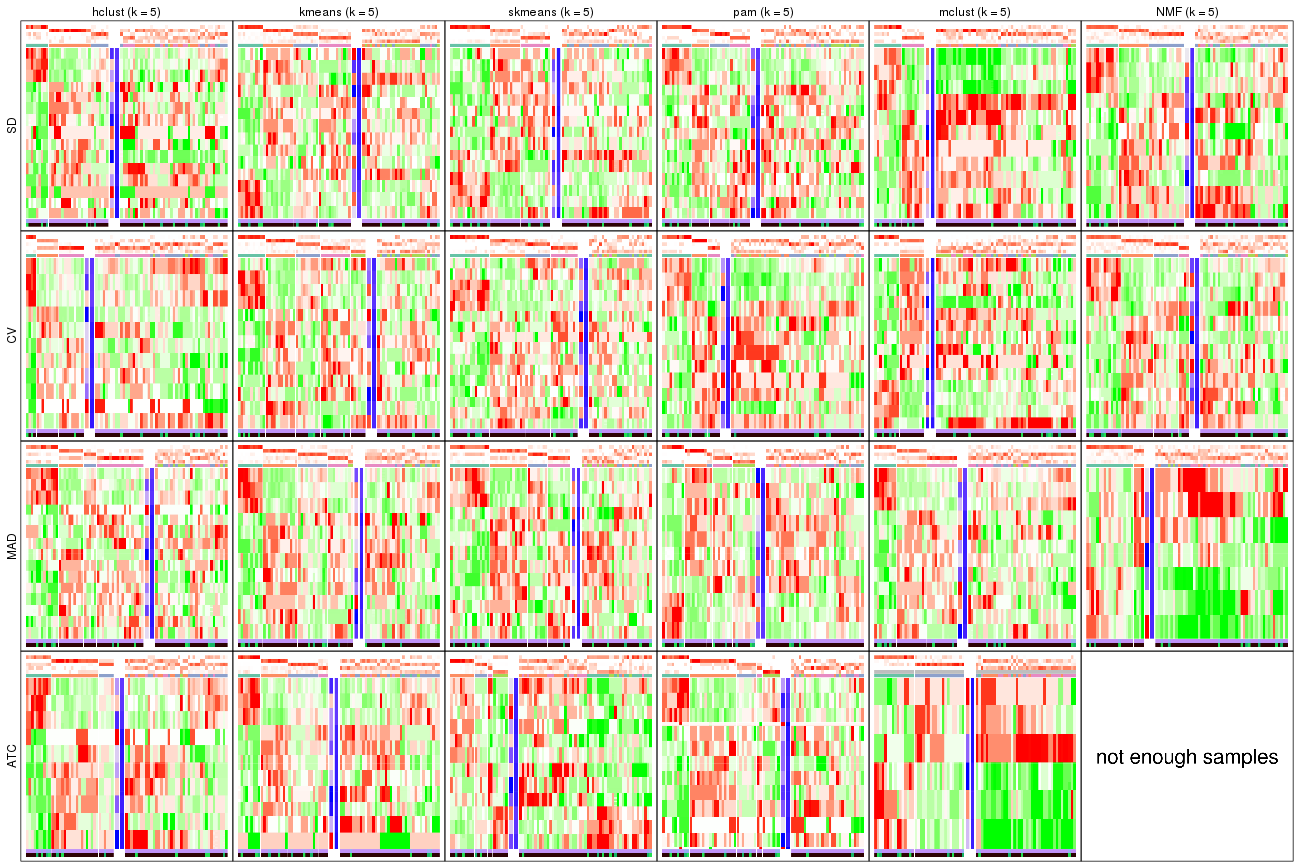 hclust (k = 5) kmeans (k = 5) skmeans (k = 5) pam (k = 5) mclust (k = 5) NMF (k = 5)
SD
CV
MAD
ATC
not enough samples